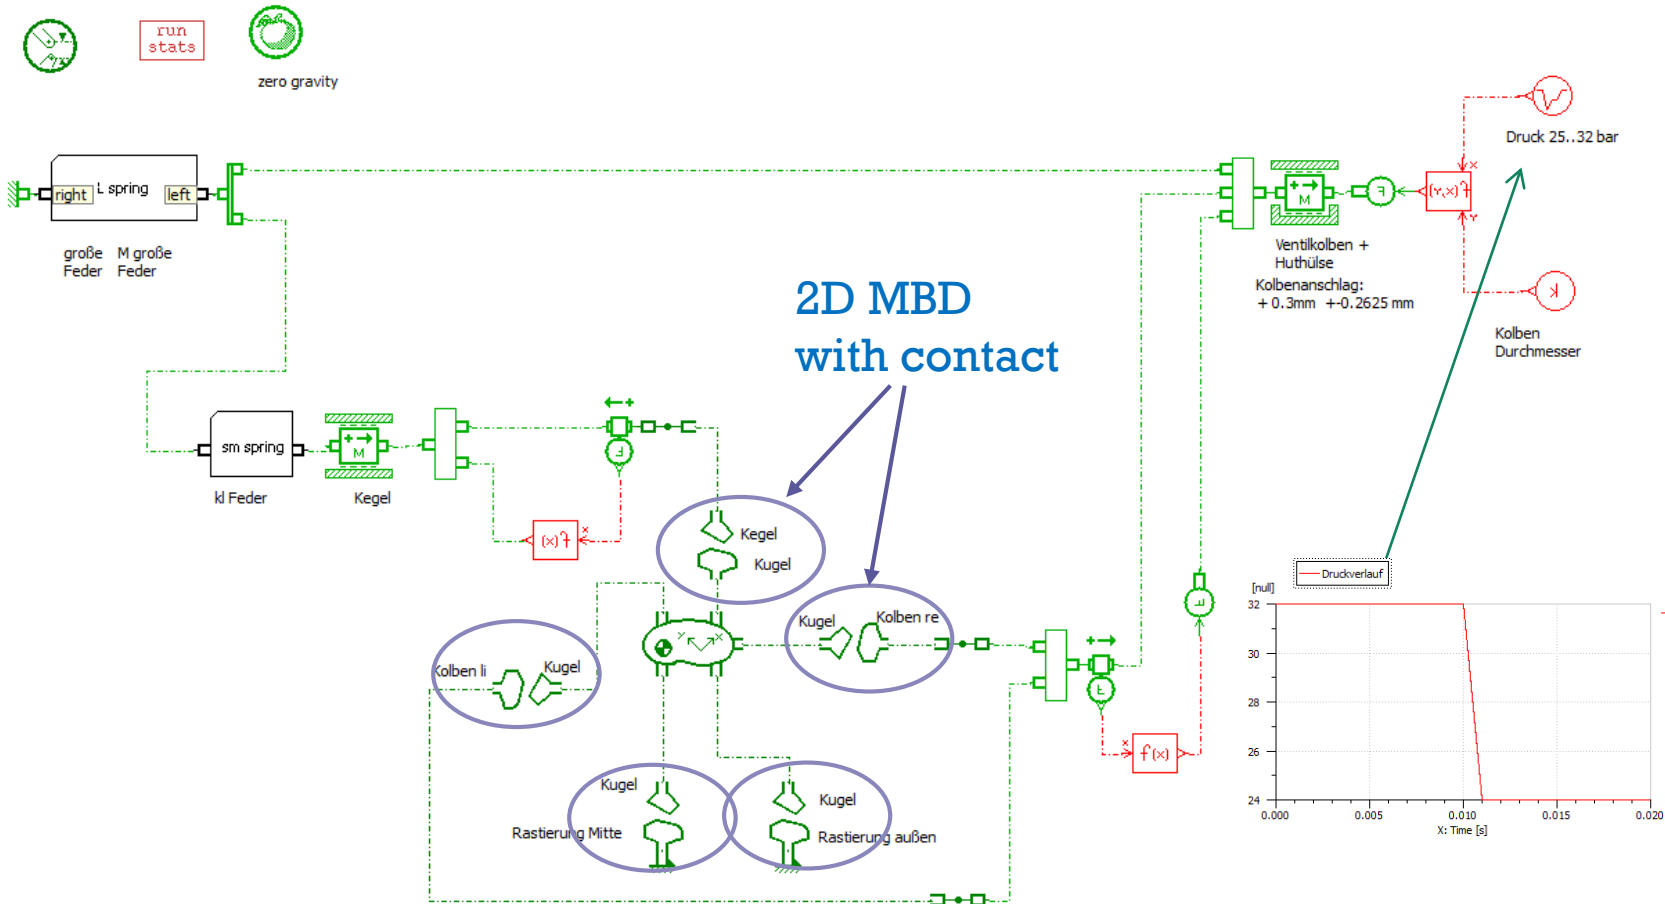 run
stats
zero gravity
Druck 25..32 bar
L spring
right
left
x
f(x,y)
Y
M
F
große M große
Feder Feder
Ventilkolben +
Huthülse
Kolbenanschlag:
+ 0.3mm +-0.2625 mm
k
Kolben
Durchmesser
2D MBD
with contact
sm spring
M
F
kl Feder
Kegel
f(x)
x
Kegel
Kugel
Druckverlauf
[null]
F
Kugel
Kolben re
Y
X
Kolben li
Kugel
F
x
f(x)
Kugel
Kugel
Rastierung Mitte
Rastierung außen
32
30
28
26
24
0.000
0.005
0.010
0.015
0.020
X: Time [s]